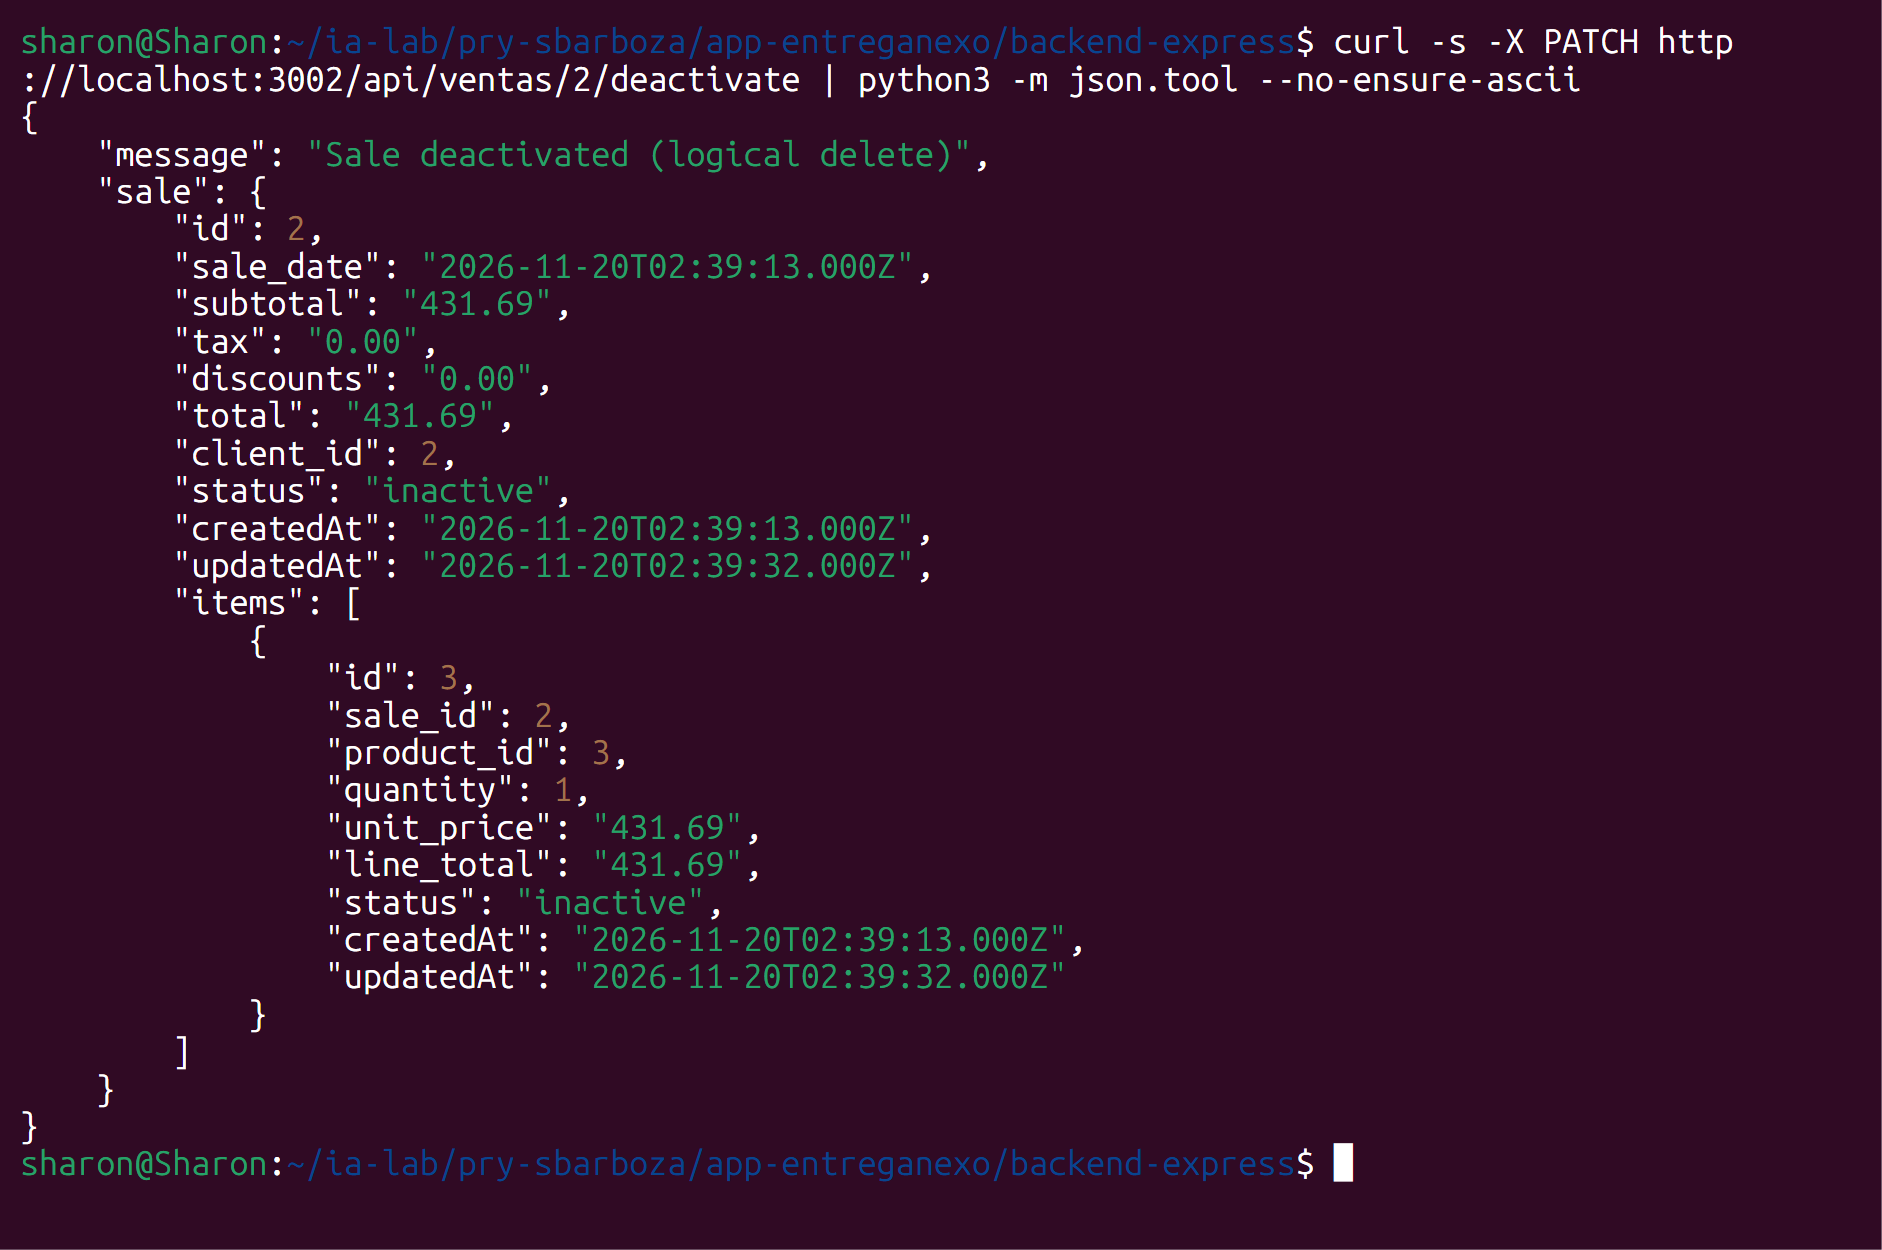 sharon@Sharon:~/ia-lab/pry-sbarboza/app-entreganexo/backend-express$ curl -s -X PATCH http
://localhost:3002/api/ventas/2/deactivate | python3 -m json.tool --no-ensure-ascii
{
    "message": "Sale deactivated (logical delete)",
    "sale": {
        "id": 2,
        "sale_date": "2026-11-20T02:39:13.000Z",
        "subtotal": "431.69",
        "tax": "0.00",
        "discounts": "0.00",
        "total": "431.69",
        "client_id": 2,
        "status": "inactive",
        "createdAt": "2026-11-20T02:39:13.000Z",
        "updatedAt": "2026-11-20T02:39:32.000Z",
        "items": [
            {
                "id": 3,
                "sale_id": 2,
                "product_id": 3,
                "quantity": 1,
                "unit_price": "431.69",
                "line_total": "431.69",
                "status": "inactive",
                "createdAt": "2026-11-20T02:39:13.000Z",
                "updatedAt": "2026-11-20T02:39:32.000Z"
            }
        ]
    }
}
sharon@Sharon:~/ia-lab/pry-sbarboza/app-entreganexo/backend-express$